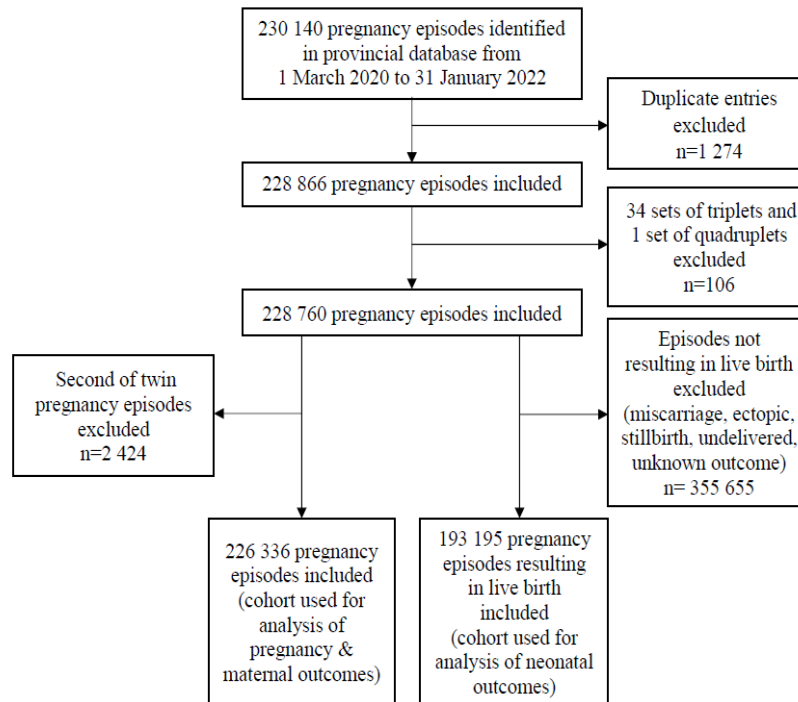 230 140 pregnancy episodes identified
in provincial database from
1 March 2020 to 31 January 2022
Duplicate entries
excluded
n=1 274
228 866 pregnancy episodes included
34 sets of triplets and
1 set of quadruplets
excluded
n=106
228 760 pregnancy episodes included
Second of twin
pregnancy episodes
excluded
n=2 424
Episodes not
resulting in live birth
excluded
(miscarriage, ectopic,
stillbirth, undelivered,
unknown outcome)
n= 355 655
226 336 pregnancy
episodes included
(cohort used for
analysis of
pregnancy &
maternal outcomes)
193 195 pregnancy
episodes resulting
in live birth
included
(cohort used for
analysis of neonatal
outcomes)